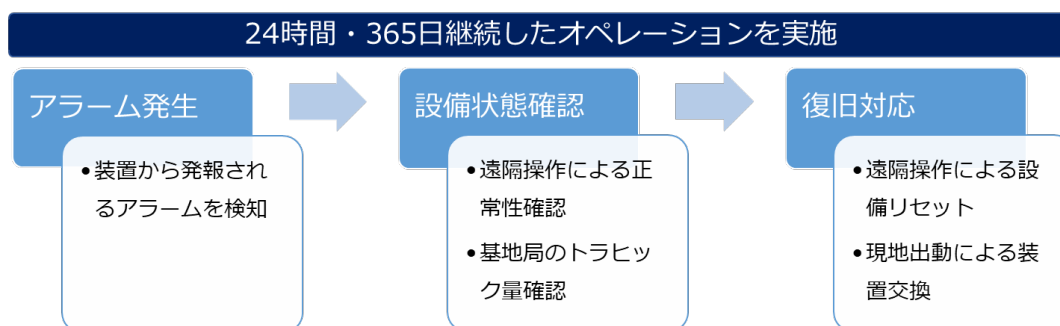 24時間・365日継続したオペレーションを実施
アラーム発生
•装置から発報され
るアラームを検知
設備状態確認
•遠隔操作による正
常性確認
•基地局のトラヒッ
ク量確認
復旧対応
•遠隔操作による設
備リセット
•現地出動による装
置交換